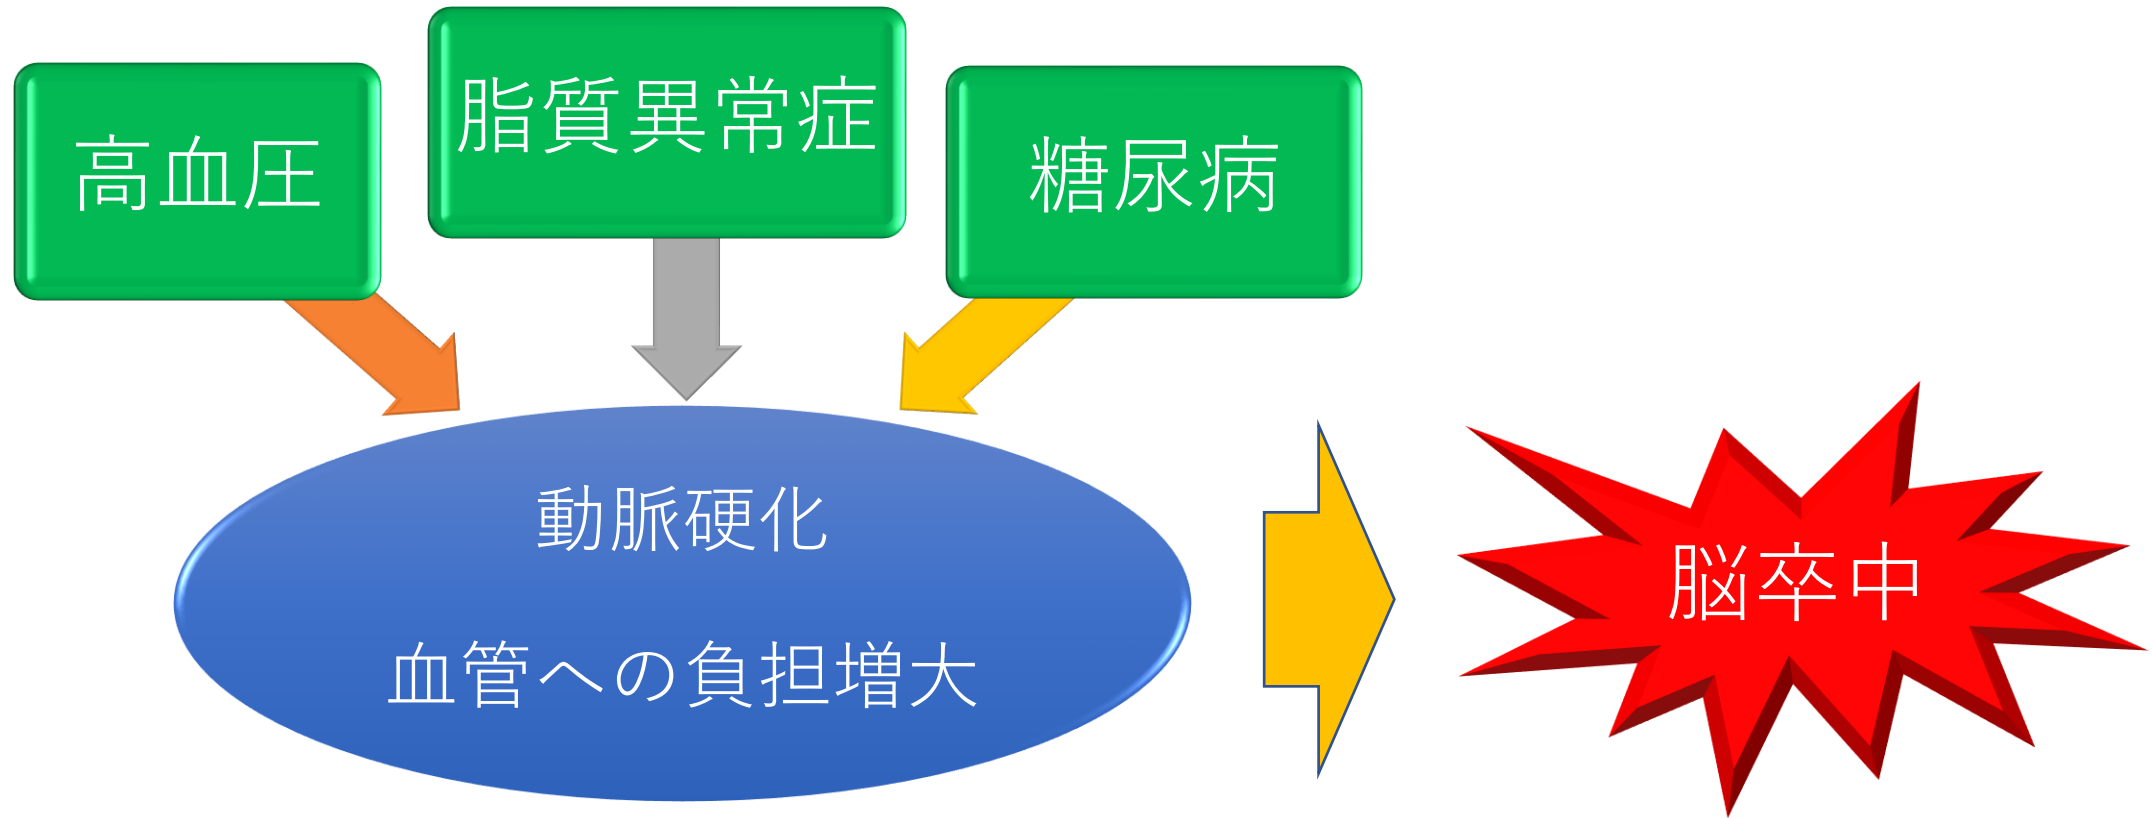 高血圧
脂質異常症
糖尿病
動脈硬化
血管への負担増大
脳卒中